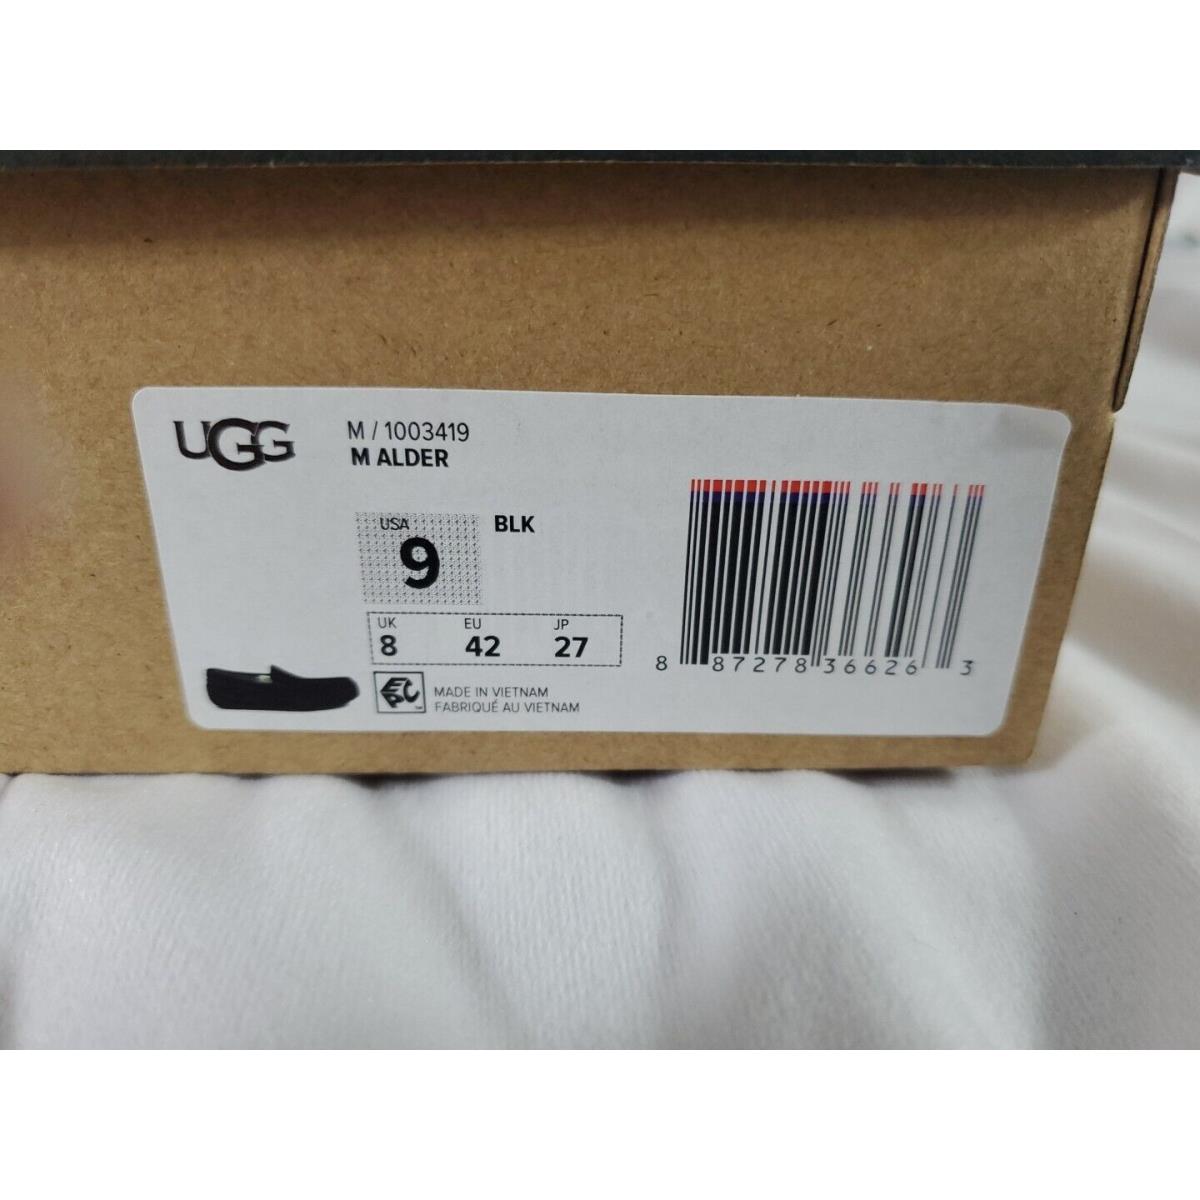 UGG
M / 1003419
M ALDER
USA
9
BLK
UK EU JP
8 42 27
EPC
MADE IN VIETNAM
FABRIQUÉ AU VIETNAM
8 87278 36626 3